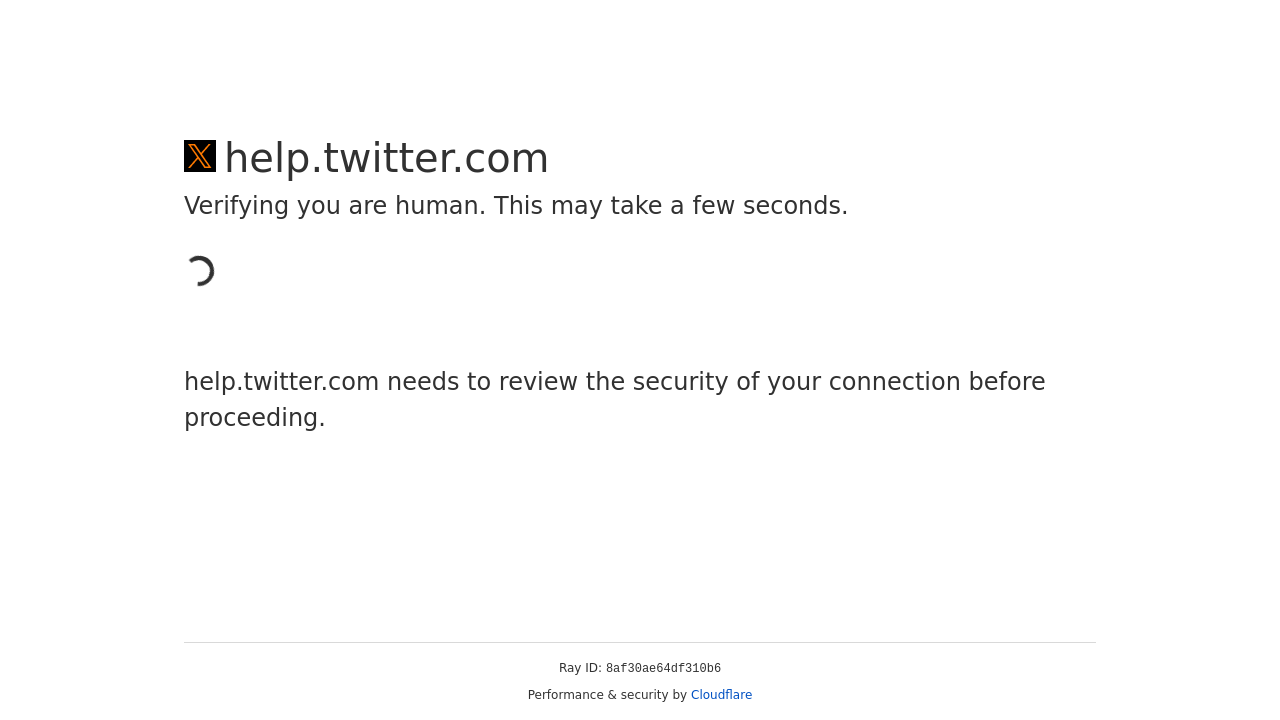 help.twitter.com
Verifying you are human. This may take a few seconds.
help.twitter.com needs to review the security of your connection before
proceeding.
Ray ID: 8af30ae64df310b6
Performance & security by Cloudflare